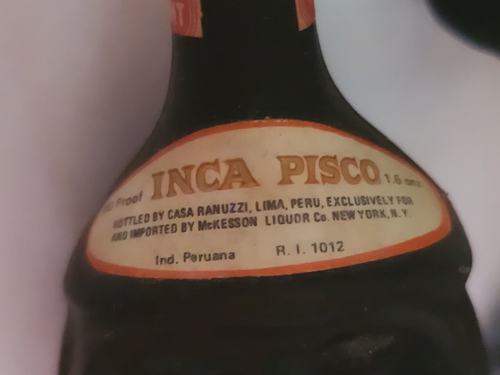 T
Proof INCA PISCO 1.6 ozs
BOTTLED BY CASA RANUZZI, LIMA, PERU, EXCLUSIVELY FOR
AND IMPORTED BY McKESSON LIQUOR Co. NEW YORK, N.Y.
Ind. Peruana R. I. 1012